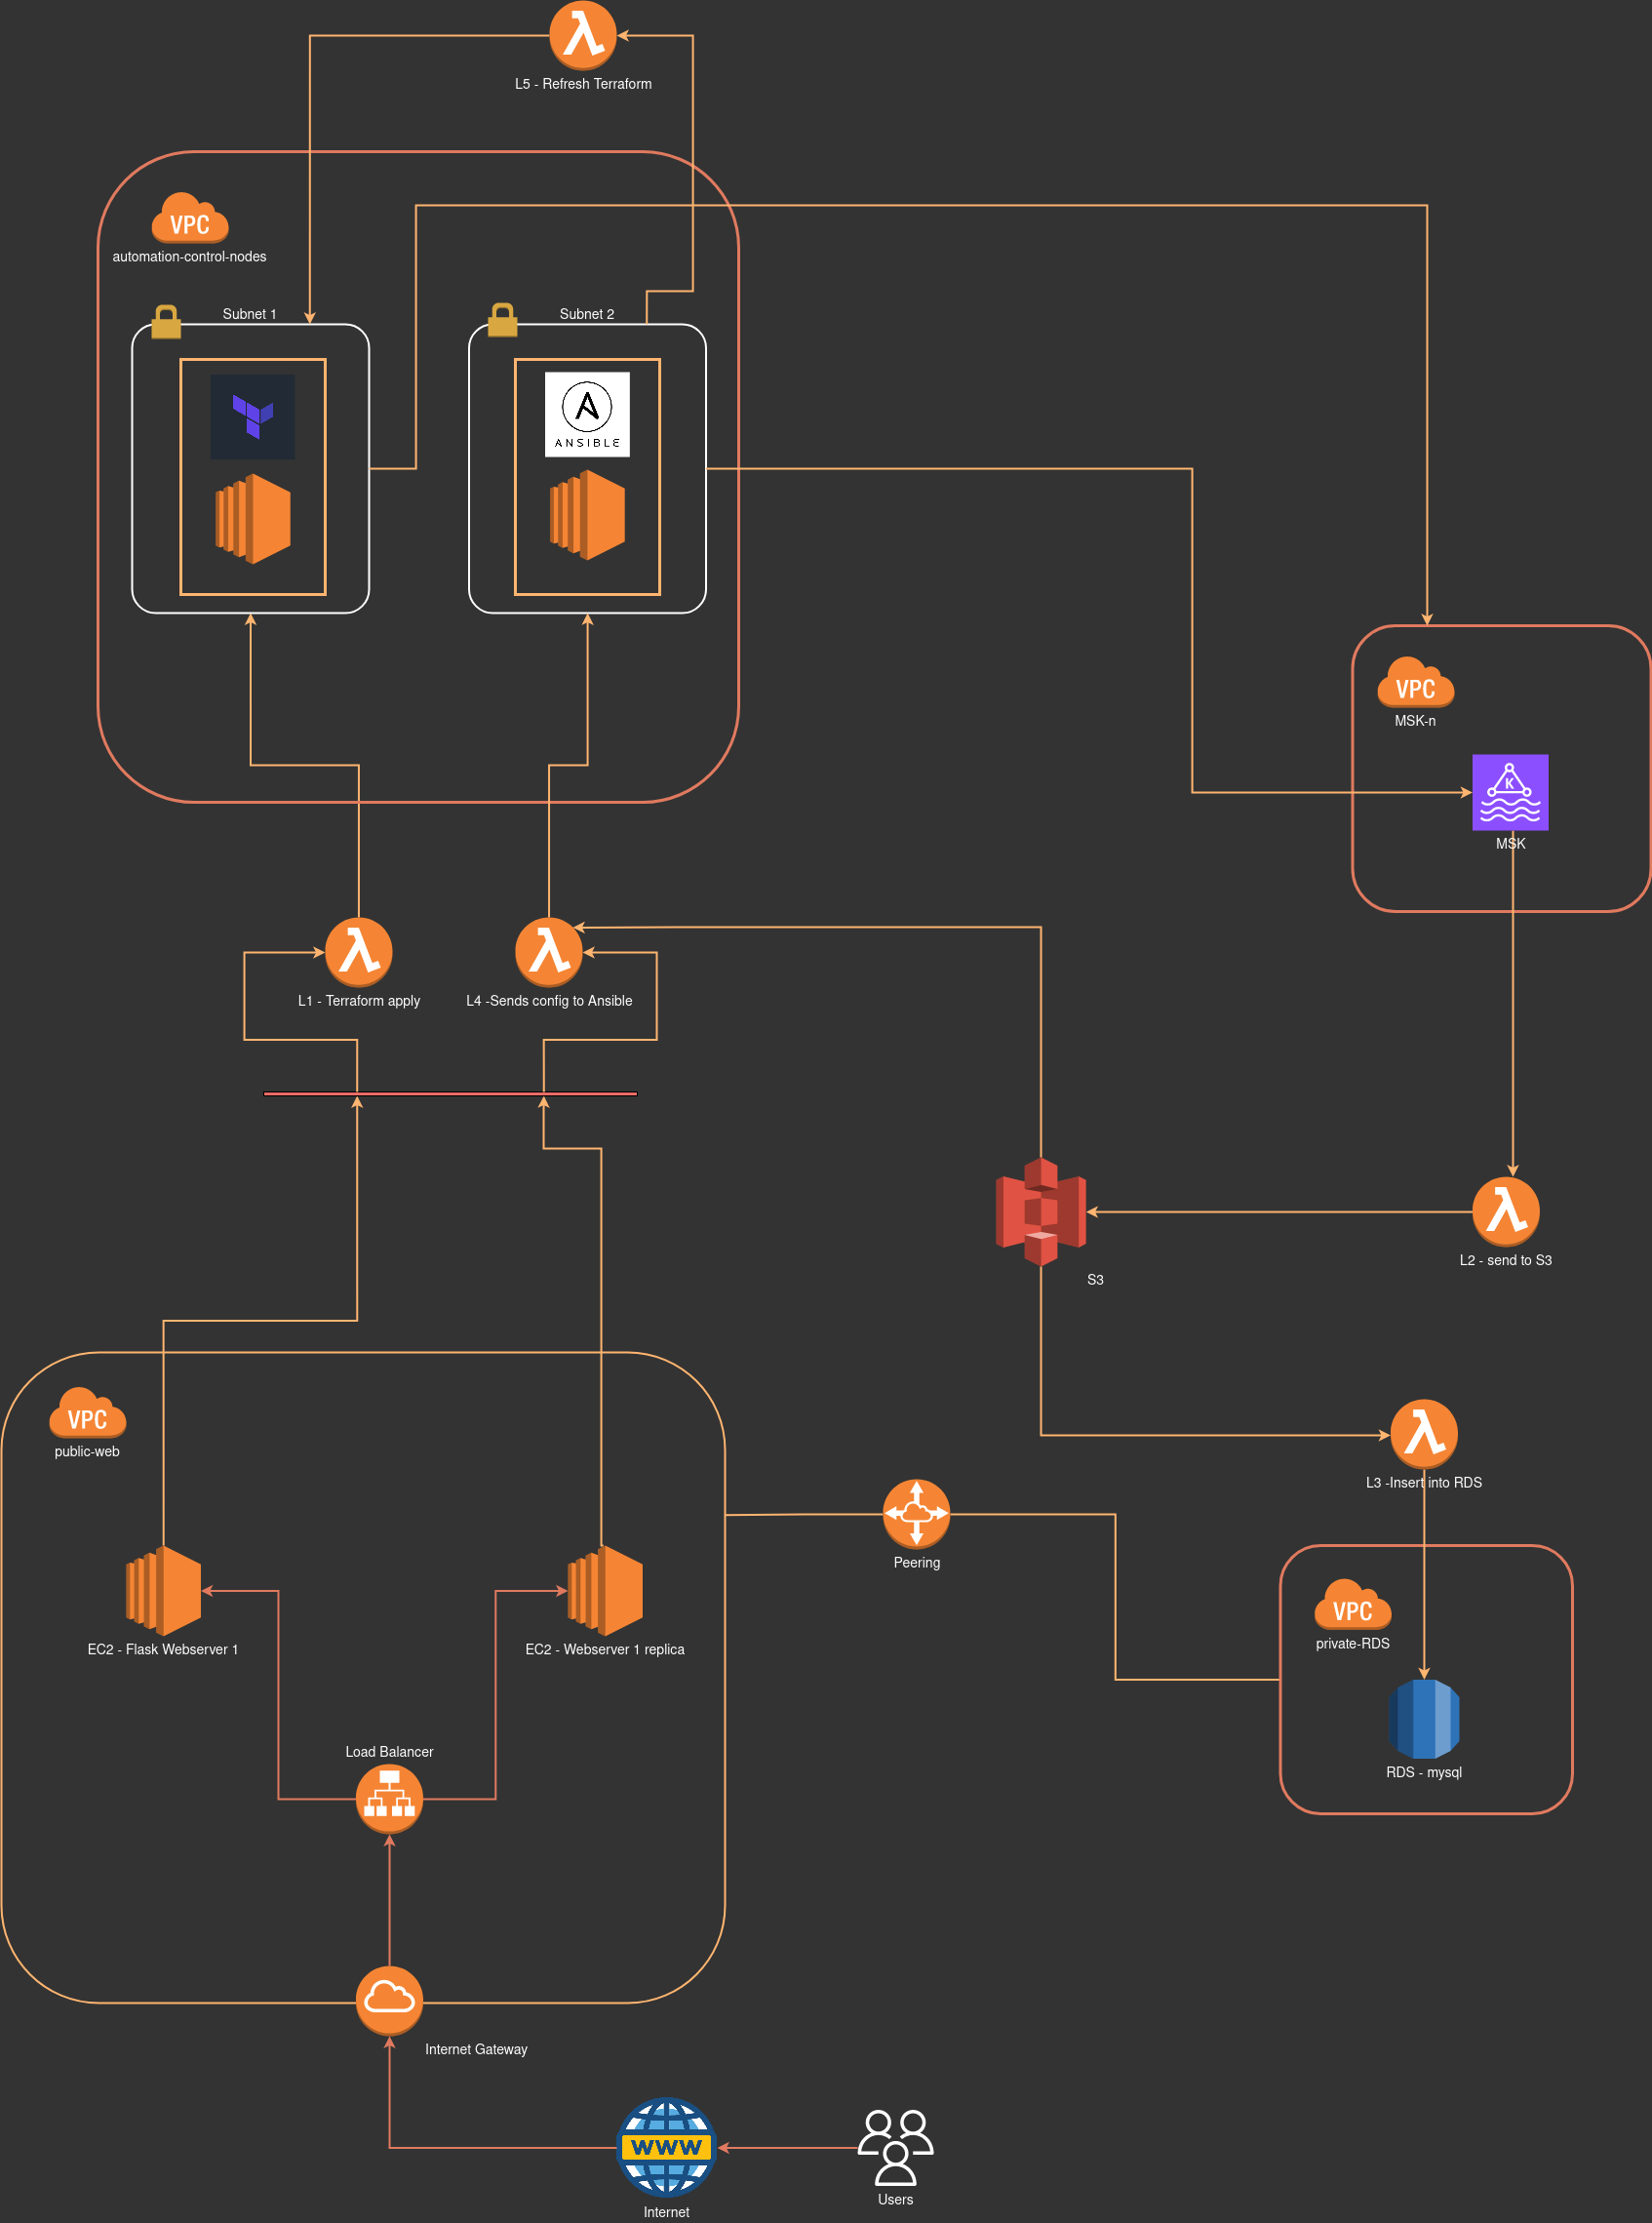 L5 - Refresh Terraform
VPC
automation-control-nodes
Subnet 1
Subnet 2
ANSIBLE
VPC
MSK-n
K
MSK
L1 - Terraform apply
L4 -Sends config to Ansible
L2 - send to S3
S3
VPC
public-web
L3 -Insert into RDS
Peering
VPC
private-RDS
EC2 - Flask Webserver 1
EC2 - Webserver 1 replica
Load Balancer
RDS - mysql
Internet Gateway
WWW
Users
Internet